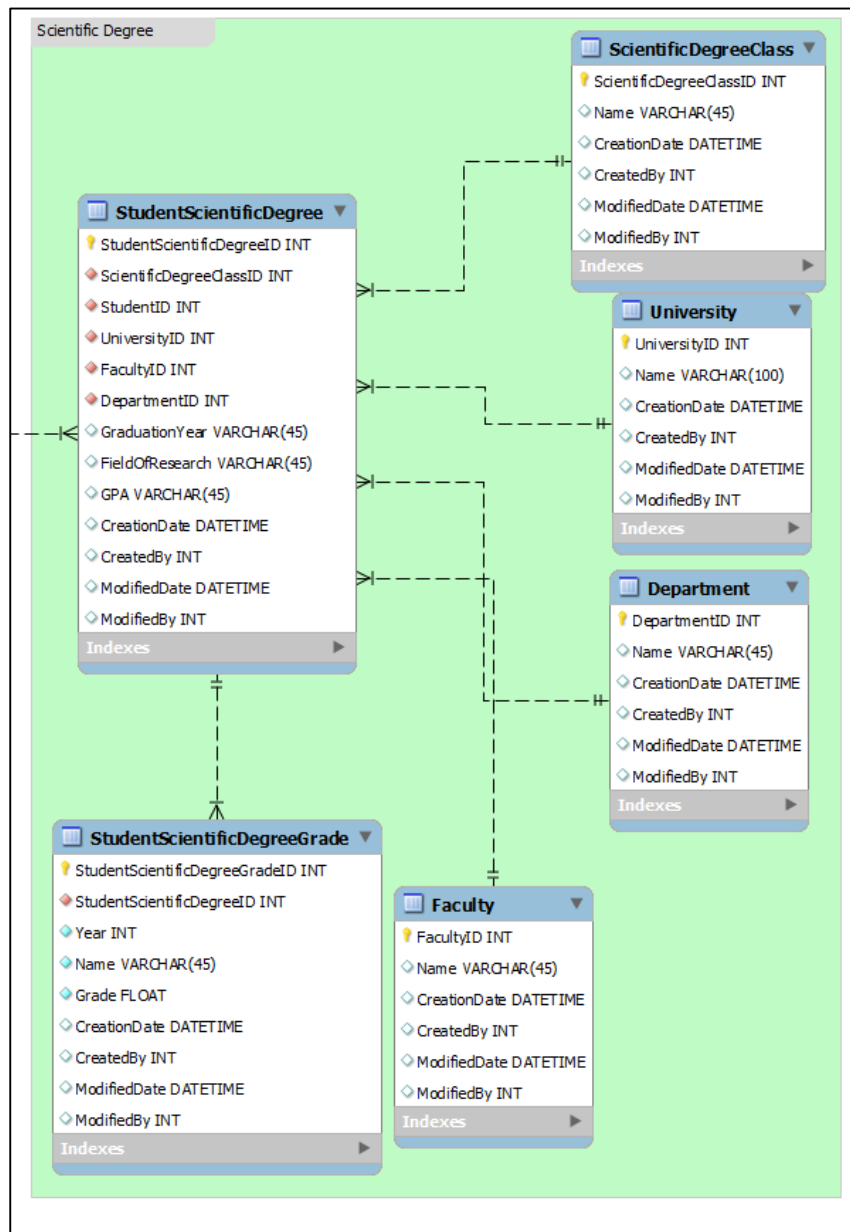 Scientific Degree
ScientificDegreeClass
ScientificDegreeClassID INT
Name VARCHAR(45)
CreationDate DATETIME
CreatedBy INT
ModifiedDate DATETIME
ModifiedBy INT
Indexes
StudentScientificDegree
StudentScientificDegreeID INT
ScientificDegreeClassID INT
StudentID INT
UniversityID INT
FacultyID INT
DepartmentID INT
GraduationYear VARCHAR(45)
FieldOfResearch VARCHAR(45)
GPA VARCHAR(45)
CreationDate DATETIME
CreatedBy INT
ModifiedDate DATETIME
ModifiedBy INT
Indexes
University
UniversityID INT
Name VARCHAR(100)
CreationDate DATETIME
CreatedBy INT
ModifiedDate DATETIME
ModifiedBy INT
Indexes
Department
DepartmentID INT
Name VARCHAR(45)
CreationDate DATETIME
CreatedBy INT
ModifiedDate DATETIME
ModifiedBy INT
Indexes
StudentScientificDegreeGrade
StudentScientificDegreeGradeID INT
StudentScientificDegreeID INT
Year INT
Name VARCHAR(45)
Grade FLOAT
CreationDate DATETIME
CreatedBy INT
ModifiedDate DATETIME
ModifiedBy INT
Indexes
Faculty
FacultyID INT
Name VARCHAR(45)
CreationDate DATETIME
CreatedBy INT
ModifiedDate DATETIME
ModifiedBy INT
Indexes